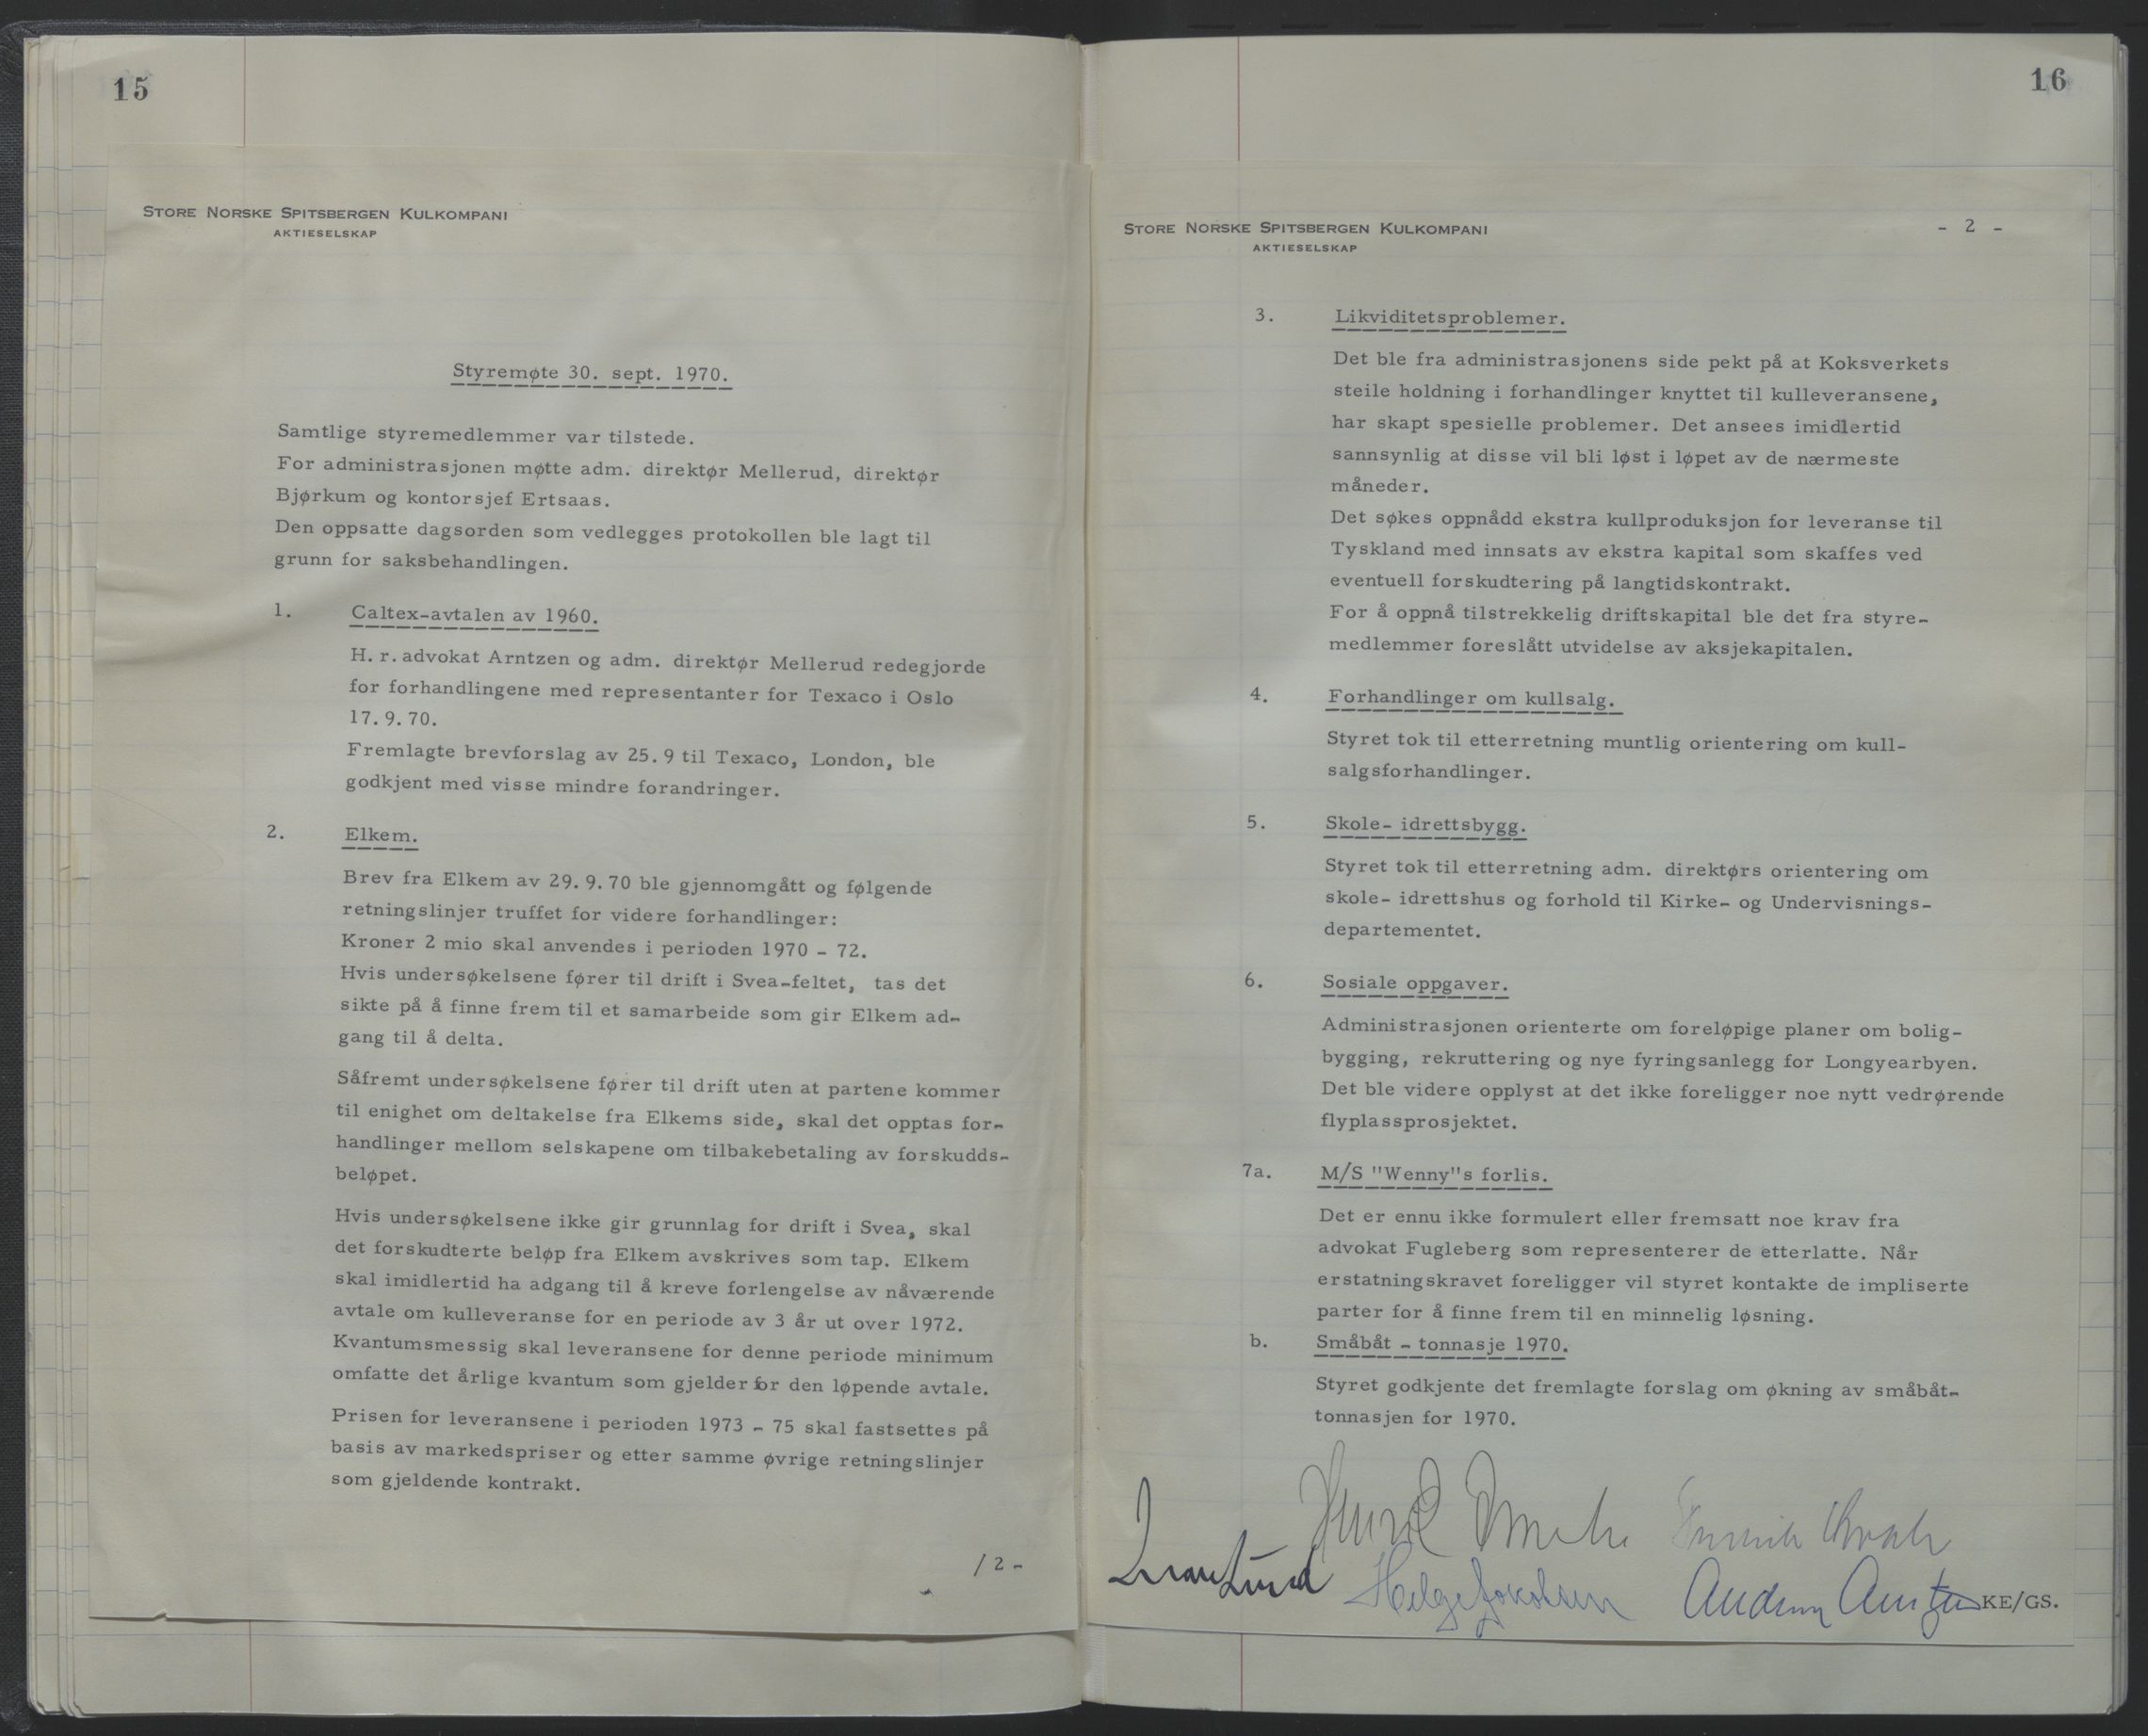 15
STORE NORSKE SPITSBERGEN KULKOMPANI
AKTIESELSKAP
Styremøte 30. sept. 1970.
Samtlige styremedlemmer var tilstede.
For administrasjonen møtte adm. direktør Mellerud, direktør
Bjørkum og kontorsjef Ertsaas.
Den oppsatte dagsorden som vedlegges protokollen ble lagt til
grunn for saksbehandlingen.
1. Caltex-avtalen av 1960.
H. r. advokat Arntzen og adm. direktør Mellerud redegjorde
for forhandlingene med representanter for Texaco i Oslo
17. 9. 70.
Fremlagte brevforslag av 25. 9 til Texaco, London, ble
godkjent med visse mindre forandringer.
2. Elkem.
Brev fra Elkem av 29. 9. 70 ble gjennomgått og følgende
retningslinjer truffet for videre forhandlinger:
Kroner 2 mio skal anvendes i perioden 1970 - 72.
Hvis undersøkelsene fører til drift i Svea-feltet, tas det
sikte på å finne frem til et samarbeide som gir Elkem ad-
gang til å delta.
Såfremt undersøkelsene fører til drift uten at partene kommer
til enighet om deltakelse fra Elkems side, skal det opptas for-
handlinger mellom selskapene om tilbakebetaling av forskudds-
beløpet.
Hvis undersøkelsene ikke gir grunnlag for drift i Svea, skal
det forskudterte beløp fra Elkem avskrives som tap. Elkem
skal imidlertid ha adgang til å kreve forlengelse av nåværende
avtale om kulleveranse for en periode av 3 år ut over 1972.
Kvantumsmessig skal leveransene for denne periode minimum
omfatte det årlige kvantum som gjelder for den løpende avtale.
Prisen for leveransene i perioden 1973 - 75 skal fastsettes på
basis av markedspriser og etter samme øvrige retningslinjer
som gjeldende kontrakt.
/ 2 -
16
STORE NORSKE SPITSBERGEN KULKOMPANI
AKTIESELSKAP
- 2 -
3. Likviditetsproblemer.
Det ble fra administrasjonens side pekt på at Koksverkets
steile holdning i forhandlinger knyttet til kulleveransene,
har skapt spesielle problemer. Det ansees imidlertid
sannsynlig at disse vil bli løst i løpet av de nærmeste
måneder.
Det søkes oppnådd ekstra kullproduksjon for leveranse til
Tyskland med innsats av ekstra kapital som skaffes ved
eventuell forskudtering på langtidskontrakt.
For å oppnå tilstrekkelig driftskapital ble det fra styre-
medlemmer foreslått utvidelse av aksjekapitalen.
4. Forhandlinger om kullsalg.
Styret tok til etterretning muntlig orientering om kull-
salgsforhandlinger.
5. Skole- idrettsbygg.
Styret tok til etterretning adm. direktørs orientering om
skole- idrettshus og forhold til Kirke- og Undervisnings-
departementet.
6. Sosiale oppgaver.
Administrasjonen orienterte om foreløpige planer om bolig-
bygging, rekruttering og nye fyringsanlegg for Longyearbyen.
Det ble videre opplyst at det ikke foreligger noe nytt vedrørende
flyplassprosjektet.
7a. M/S "Wenny"s forlis.
Det er ennu ikke formulert eller fremsatt noe krav fra
advokat Fugleberg som representerer de etterlatte. Når
erstatningskravet foreligger vil styret kontakte de impliserte
parter for å finne frem til en minnelig løsning.
b. Småbåt - tonnasje 1970.
Styret godkjente det fremlagte forslag om økning av småbåt-
tonnasjen for 1970.
Helge Jakobsen
KE/GS.